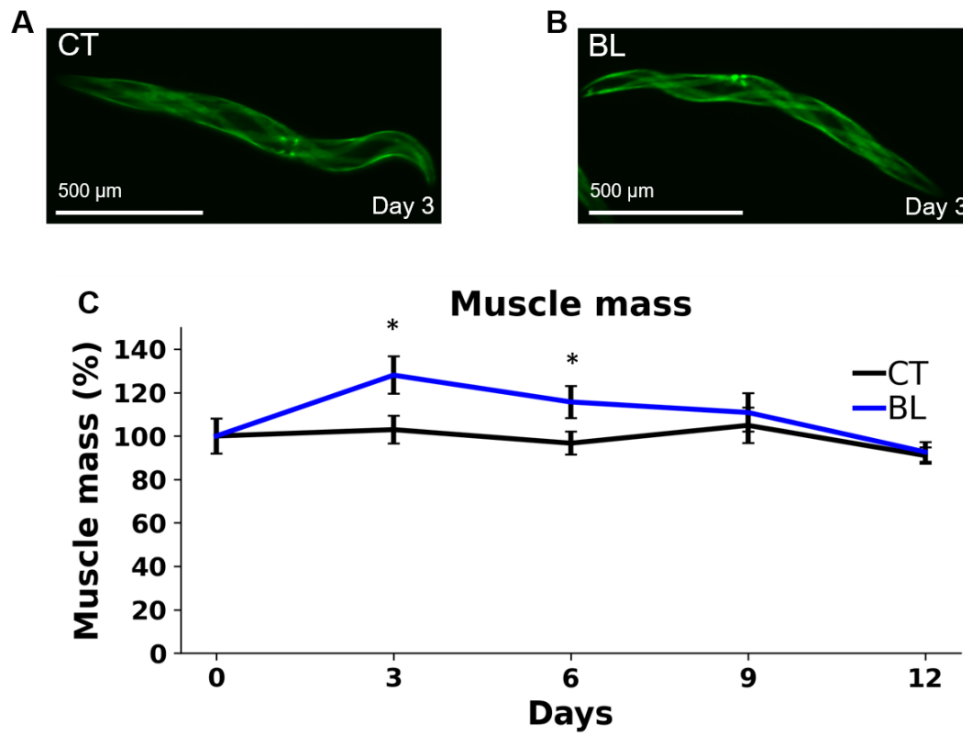 A
CT
500 µm
Day 3
B
BL
500 µm
Day 3
C
Muscle mass
Muscle mass (%)
140
120
100
80
60
40
20
0
*
*
CT
BL
0 3 6 9 12
Days